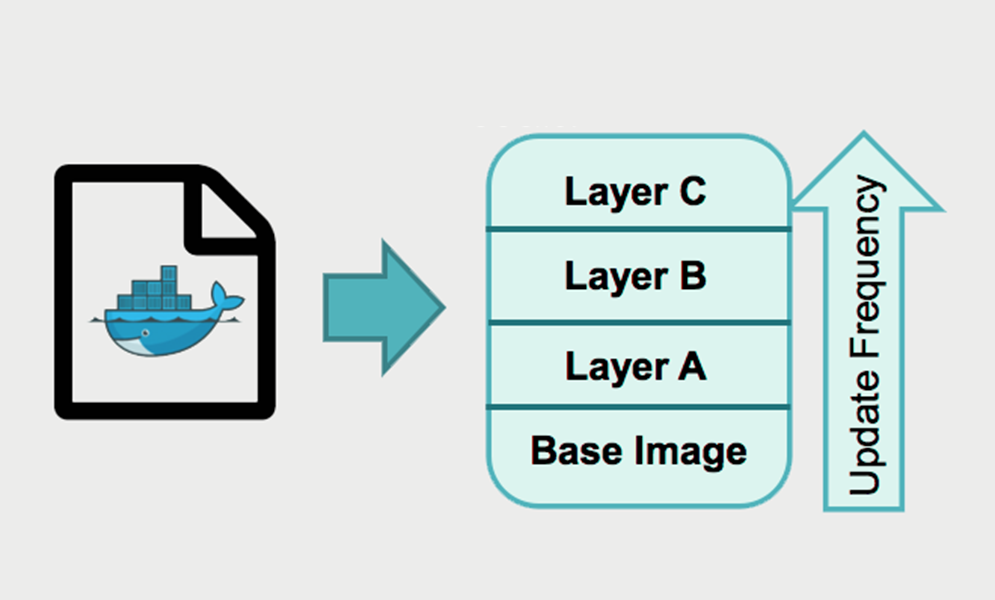 Layer C
Layer B
Layer A
Base Image
Update Frequency